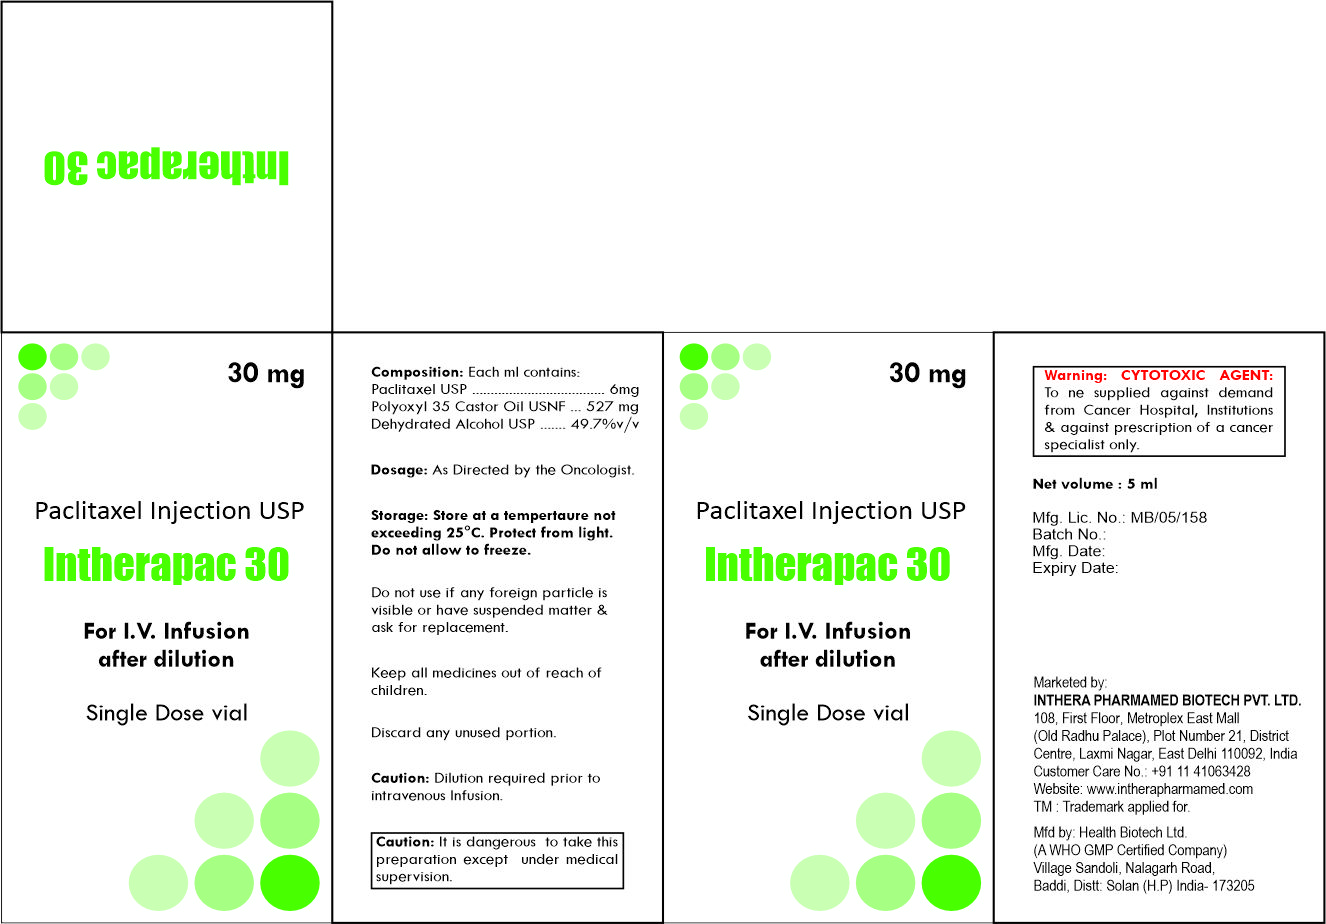 Intherapac 30
30 mg
Paclitaxel Injection USP
Intherapac 30
For I.V. Infusion
after dilution
Single Dose vial
Composition: Each ml contains:
Paclitaxel USP .................................... 6mg
Polyoxyl 35 Castor Oil USNF ... 527 mg
Dehydrated Alcohol USP ....... 49.7%v/v
Dosage: As Directed by the Oncologist.
Storage: Store at a tempertaure not
exceeding 25°C. Protect from light.
Do not allow to freeze.
Do not use if any foreign particle is
visible or have suspended matter &
ask for replacement.
Keep all medicines out of reach of
children.
Discard any unused portion.
Caution: Dilution required prior to
intravenous Infusion.
Caution: It is dangerous to take this
preparation except under medical
supervision.
30 mg
Paclitaxel Injection USP
Intherapac 30
For I.V. Infusion
after dilution
Single Dose vial
Warning: CYTOTOXIC AGENT:
To ne supplied against demand
from Cancer Hospital, Institutions
& against prescription of a cancer
specialist only.
Net volume : 5 ml
Mfg. Lic. No.: MB/05/158
Batch No.:
Mfg. Date:
Expiry Date:
Marketed by:
INTHERA PHARMAMED BIOTECH PVT. LTD.
108, First Floor, Metroplex East Mall
(Old Radhu Palace), Plot Number 21, District
Centre, Laxmi Nagar, East Delhi 110092, India
Customer Care No.: +91 11 41063428
Website: www.intherapharmamed.com
TM : Trademark applied for.
Mfd by: Health Biotech Ltd.
(A WHO GMP Certified Company)
Village Sandoli, Nalagarh Road,
Baddi, Distt: Solan (H.P) India- 173205